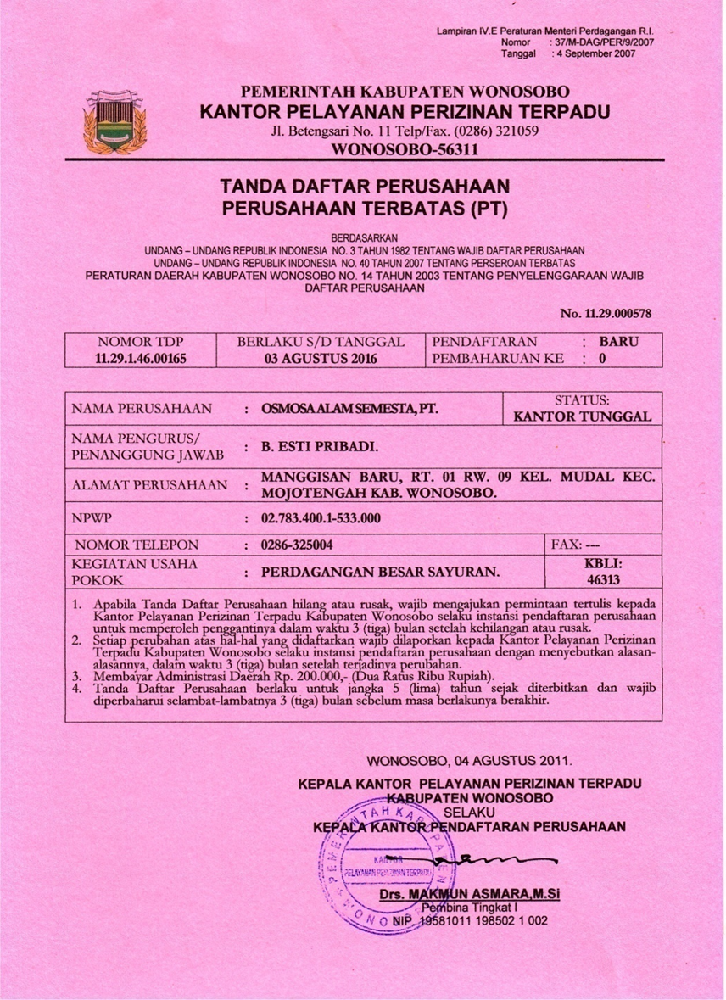 Lampiran IV.E Peraturan Menteri Perdagangan R.I.
Nomor : 37/M-DAG/PER/9/2007
Tanggal : 4 September 2007
PEMERINTAH KABUPATEN WONOSOBO
KANTOR PELAYANAN PERIZINAN TERPADU
Jl. Betengsari No. 11 Telp/Fax. (0286) 321059
WONOSOBO-56311
TANDA DAFTAR PERUSAHAAN
PERUSAHAAN TERBATAS (PT)
BERDASARKAN
UNDANG – UNDANG REPUBLIK INDONESIA NO. 3 TAHUN 1982 TENTANG WAJIB DAFTAR PERUSAHAAN
UNDANG – UNDANG REPUBLIK INDONESIA NO. 40 TAHUN 2007 TENTANG PERSEROAN TERBATAS
PERATURAN DAERAH KABUPATEN WONOSOBO NO. 14 TAHUN 2003 TENTANG PENYELENGGARAAN WAJIB
DAFTAR PERUSAHAAN
No. 11.29.000578
NOMOR TDP
11.29.1.46.00165
BERLAKU S/D TANGGAL
03 AGUSTUS 2016
PENDAFTARAN : BARU
PEMBAHARUAN KE : 0
NAMA PERUSAHAAN : OSMOSA ALAM SEMESTA, PT.
STATUS:
KANTOR TUNGGAL
NAMA PENGURUS/
PENANGGUNG JAWAB : B. ESTI PRIBADI.
ALAMAT PERUSAHAAN : MANGGISAN BARU, RT. 01 RW. 09 KEL. MUDAL KEC.
MOJOTENGAH KAB. WONOSOBO.
NPWP : 02.783.400.1-533.000
NOMOR TELEPON : 0286-325004
FAX: ---
KEGIATAN USAHA
POKOK : PERDAGANGAN BESAR SAYURAN.
KBLI:
46313
1. Apabila Tanda Daftar Perusahaan hilang atau rusak, wajib mengajukan permintaan tertulis kepada
Kantor Pelayanan Perizinan Terpadu Kabupaten Wonosobo selaku instansi pendaftaran perusahaan
untuk memperoleh penggantinya dalam waktu 3 (tiga) bulan setelah kehilangan atau rusak.
2. Setiap perubahan atas hal-hal yang didaftarkan wajib dilaporkan kepada Kantor Pelayanan Perizinan
Terpadu Kabupaten Wonosobo selaku instansi pendaftaran perusahaan dengan menyebutkan alasan-
alasannya, dalam waktu 3 (tiga) bulan setelah terjadinya perubahan.
3. Membayar Administrasi Daerah Rp. 200.000,- (Dua Ratus Ribu Rupiah).
4. Tanda Daftar Perusahaan berlaku untuk jangka 5 (lima) tahun sejak diterbitkan dan wajib
diperbaharui selambat-lambatnya 3 (tiga) bulan sebelum masa berlakunya berakhir.
WONOSOBO, 04 AGUSTUS 2011.
KEPALA KANTOR PELAYANAN PERIZINAN TERPADU
KABUPATEN WONOSOBO
SELAKU
KEPALA KANTOR PENDAFTARAN PERUSAHAAN
PEMERINTAH KABUPATEN
WONOSOBO
KANTOR
PELAYANAN PERIZINAN TERPADU
Drs. MAKMUN ASMARA,M.Si
Pembina Tingkat I
NIP. 19581011 198502 1 002